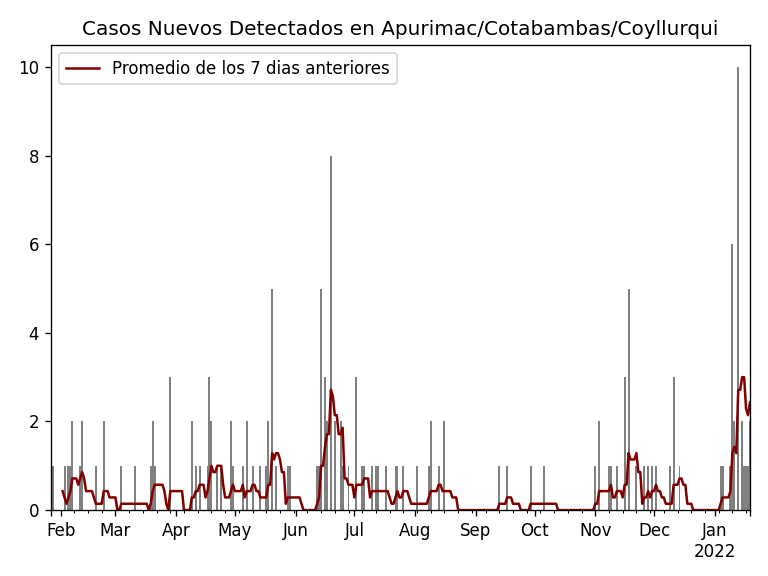 Casos Nuevos Detectados en Apurimac/Cotabambas/Coyllurqui
Promedio de los 7 dias anteriores
10
8
6
4
2
0
Feb Mar Apr May Jun Jul Aug Sep Oct Nov Dec Jan
2022